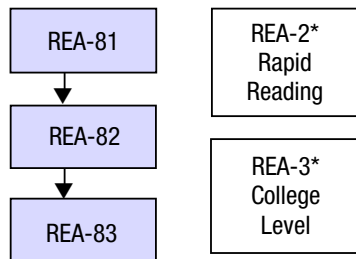 REA-81
REA-82
REA-83
REA-2*
Rapid
Reading
REA-3*
College
Level